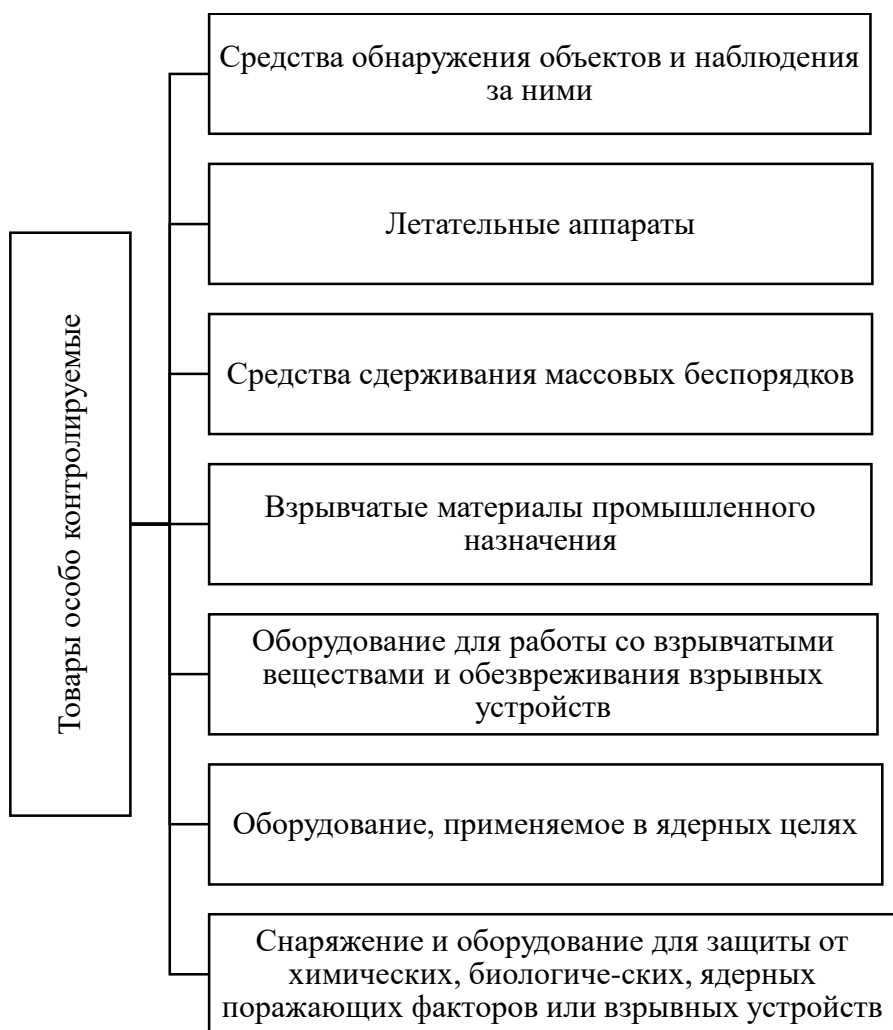 Товары особо контролируемые
Средства обнаружения объектов и наблюдения
за ними
Летательные аппараты
Средства сдерживания массовых беспорядков
Взрывчатые материалы промышленного
назначения
Оборудование для работы со взрывчатыми
веществами и обезвреживания взрывных
устройств
Оборудование, применяемое в ядерных целях
Снаряжение и оборудование для защиты от
химических, биологиче-ских, ядерных
поражающих факторов или взрывных устройств